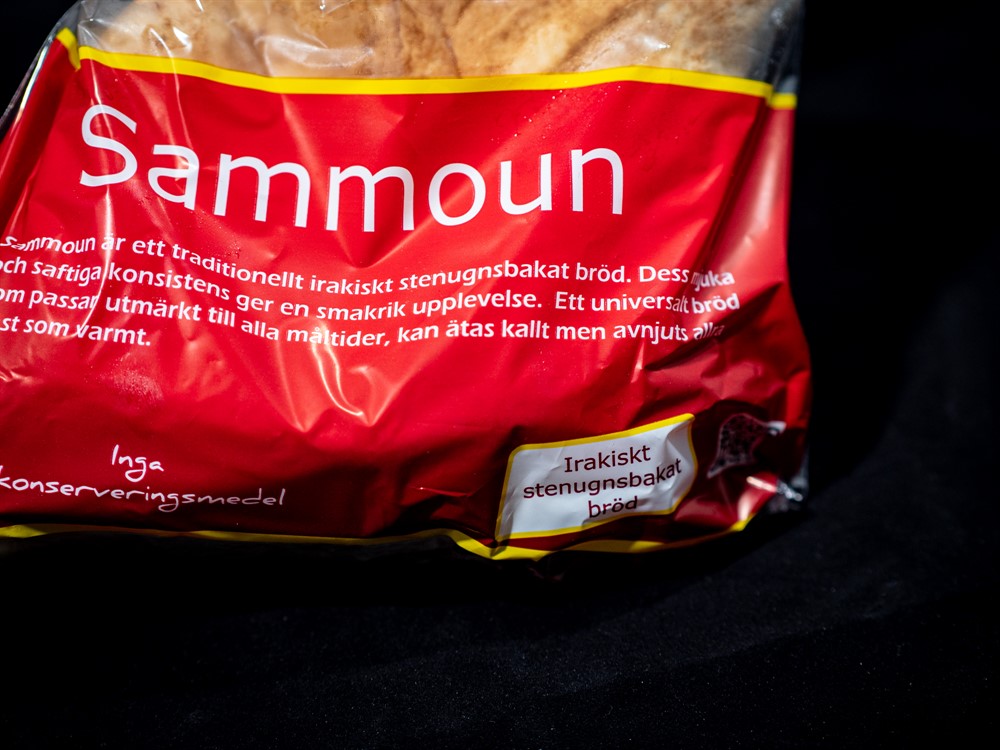 Sammoun
Sammoun är ett traditionellt irakiskt stenugnsbakat bröd. Dess mjuka
och saftiga konsistens ger en smakrik upplevelse. Ett universalt bröd
om passar utmärkt till alla måltider, kan ätas kallt men avnjuts allra
st som varmt.
Inga
konserveringsmedel
Irakiskt
stenugnsbakat
bröd